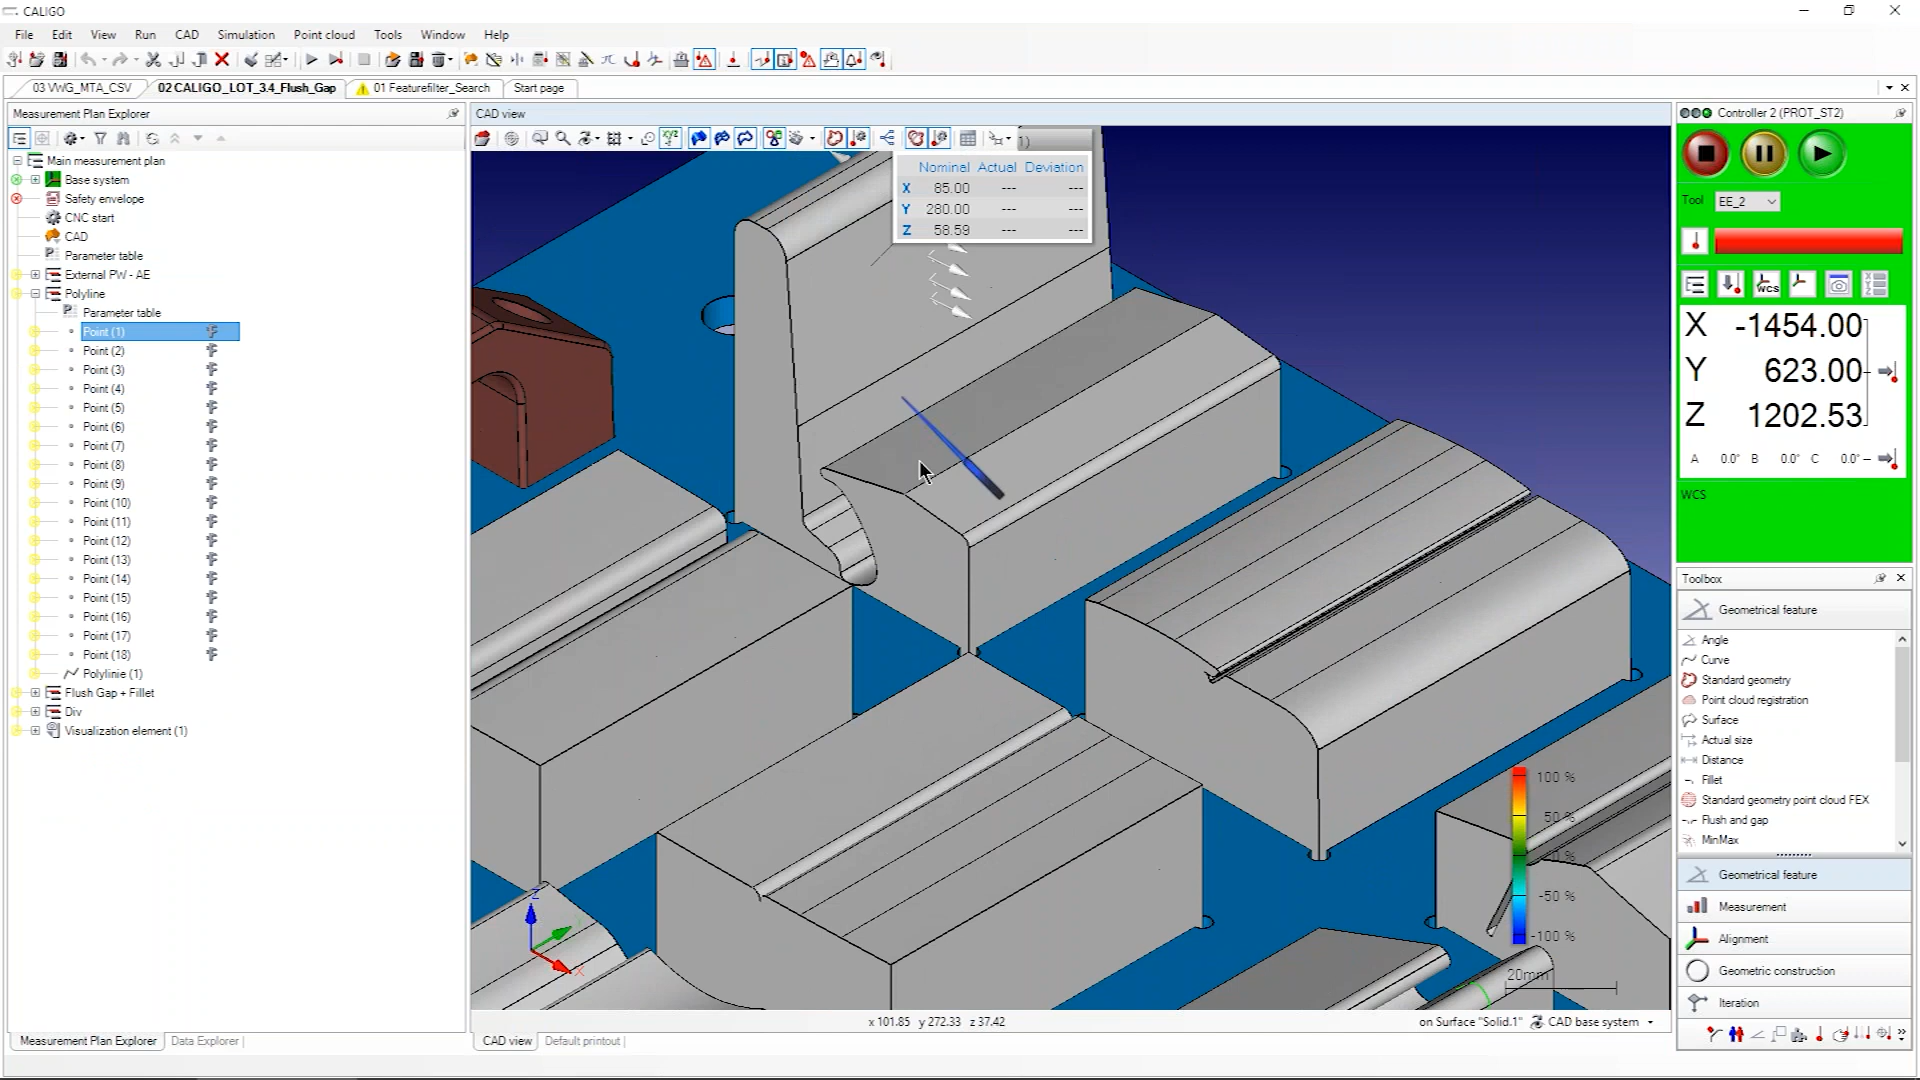 CALIGO
File Edit View Run CAD Simulation Point cloud Tools Window Help
03 VWG_MTA_CSV 02 CALIGO_LOT_3.4_Flush_Gap 01 Featurefilter_Search Start page
Measurement Plan Explorer
Main measurement plan
Base system
Safety envelope
CNC start
CAD
Parameter table
External PW - AE
Polyline
Parameter table
Point (1)
Point (2)
Point (3)
Point (4)
Point (5)
Point (6)
Point (7)
Point (8)
Point (9)
Point (10)
Point (11)
Point (12)
Point (13)
Point (14)
Point (15)
Point (16)
Point (17)
Point (18)
Polylinie (1)
Flush Gap + Fillet
Div
Visualization element (1)
Measurement Plan Explorer Data Explorer
CAD view
1)
Nominal Actual Deviation
X 85.00 --- ---
Y 280.00 --- ---
Z 58.59 --- ---
100 %
50 %
0 %
-50 %
-100 %
20mm
Z
X
x 101.85 y 272.33 z 37.42
on Surface "Solid.1" CAD base system
CAD view Default printout
Controller 2 (PROT_ST2)
Tool EE_2
WCS
X -1454.00
Y 623.00
Z 1202.53
A 0.0° B 0.0° C 0.0°
WCS
Toolbox
Geometrical feature
Angle
Curve
Standard geometry
Point cloud registration
Surface
Actual size
Distance
Fillet
Standard geometry point cloud FEX
Flush and gap
MinMax
Geometrical feature
Measurement
Alignment
Geometric construction
Iteration